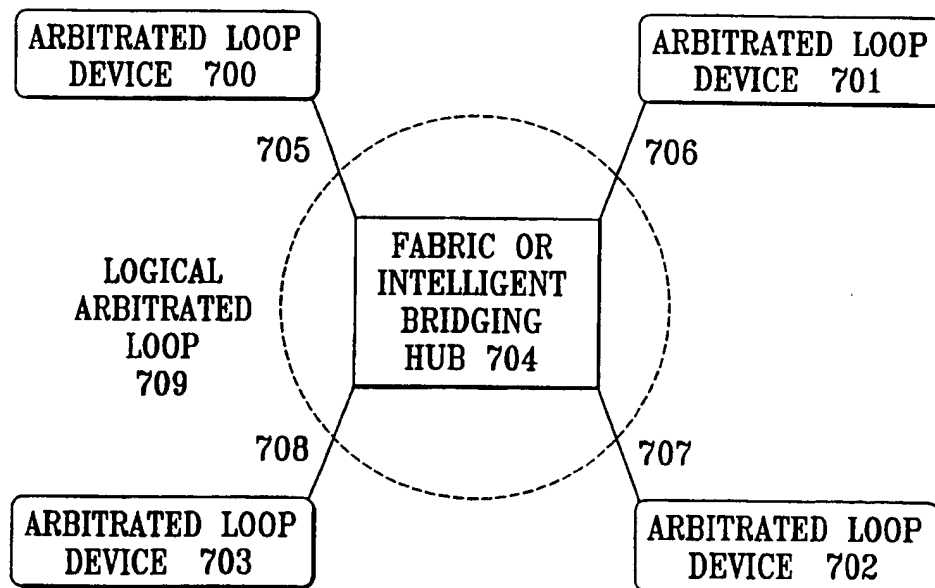 ARBITRATED LOOP
DEVICE 700
ARBITRATED LOOP
DEVICE 701
705
706
LOGICAL
ARBITRATED
LOOP
709
FABRIC OR
INTELLIGENT
BRIDGING
HUB 704
708
707
ARBITRATED LOOP
DEVICE 703
ARBITRATED LOOP
DEVICE 702